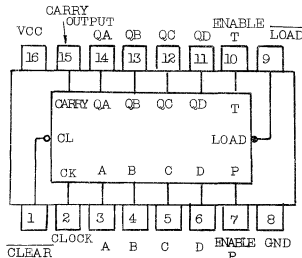 CARRY
OUTPUT
ENABLE LOAD
VCC QA QB QC QD T
16 15 14 13 12 11 10 9
CARRY QA QB QC QD T
CL LOAD
CK A B C D P
1 2 3 4 5 6 7 8
CLEAR CLOCK A B C D ENABLE P GND